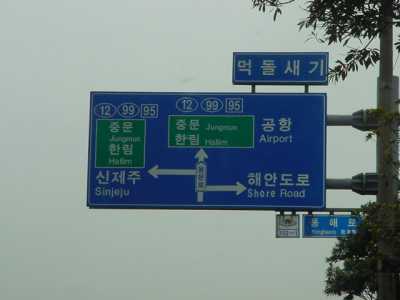 먹돌새기
12 99 95
중문
Jungmun
한림
Hallim
12 99 95
중문 Jungmun
한림 Hallim
공항
Airport
신제주
Sinjeju
해안도로
Shore Road